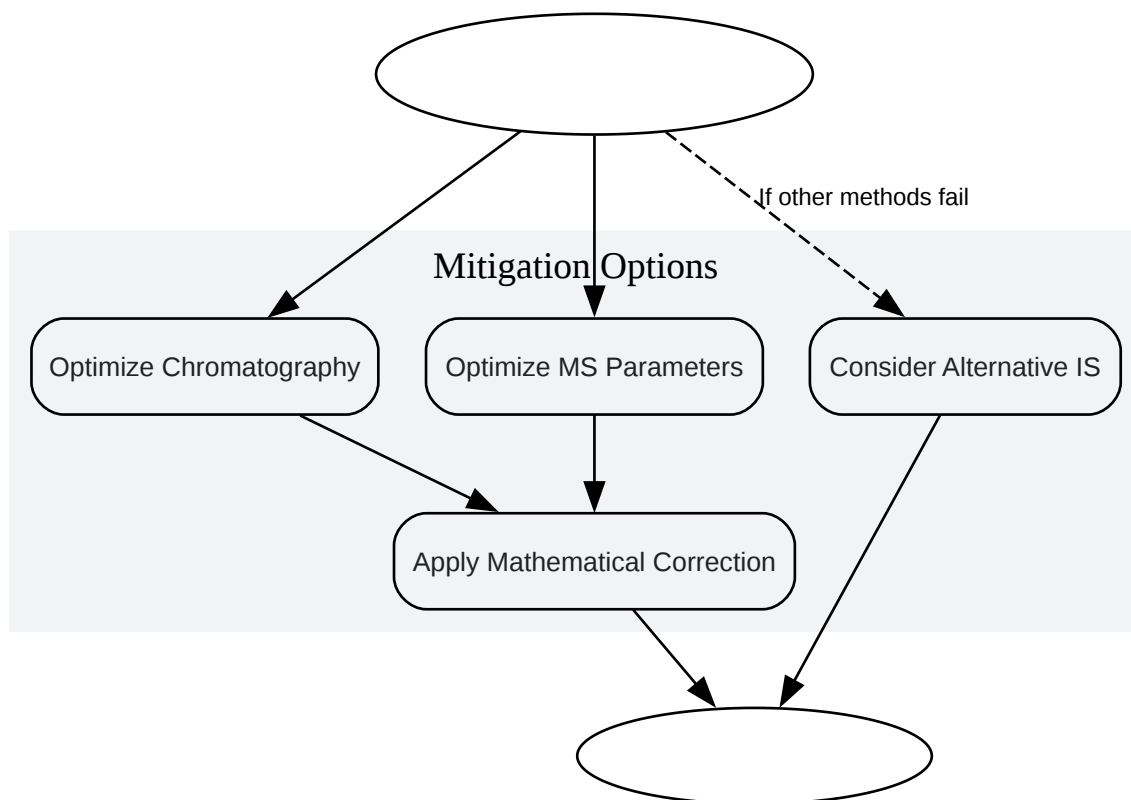 If other methods fail
Mitigation Options
Optimize Chromatography
Optimize MS Parameters
Consider Alternative IS
Apply Mathematical Correction